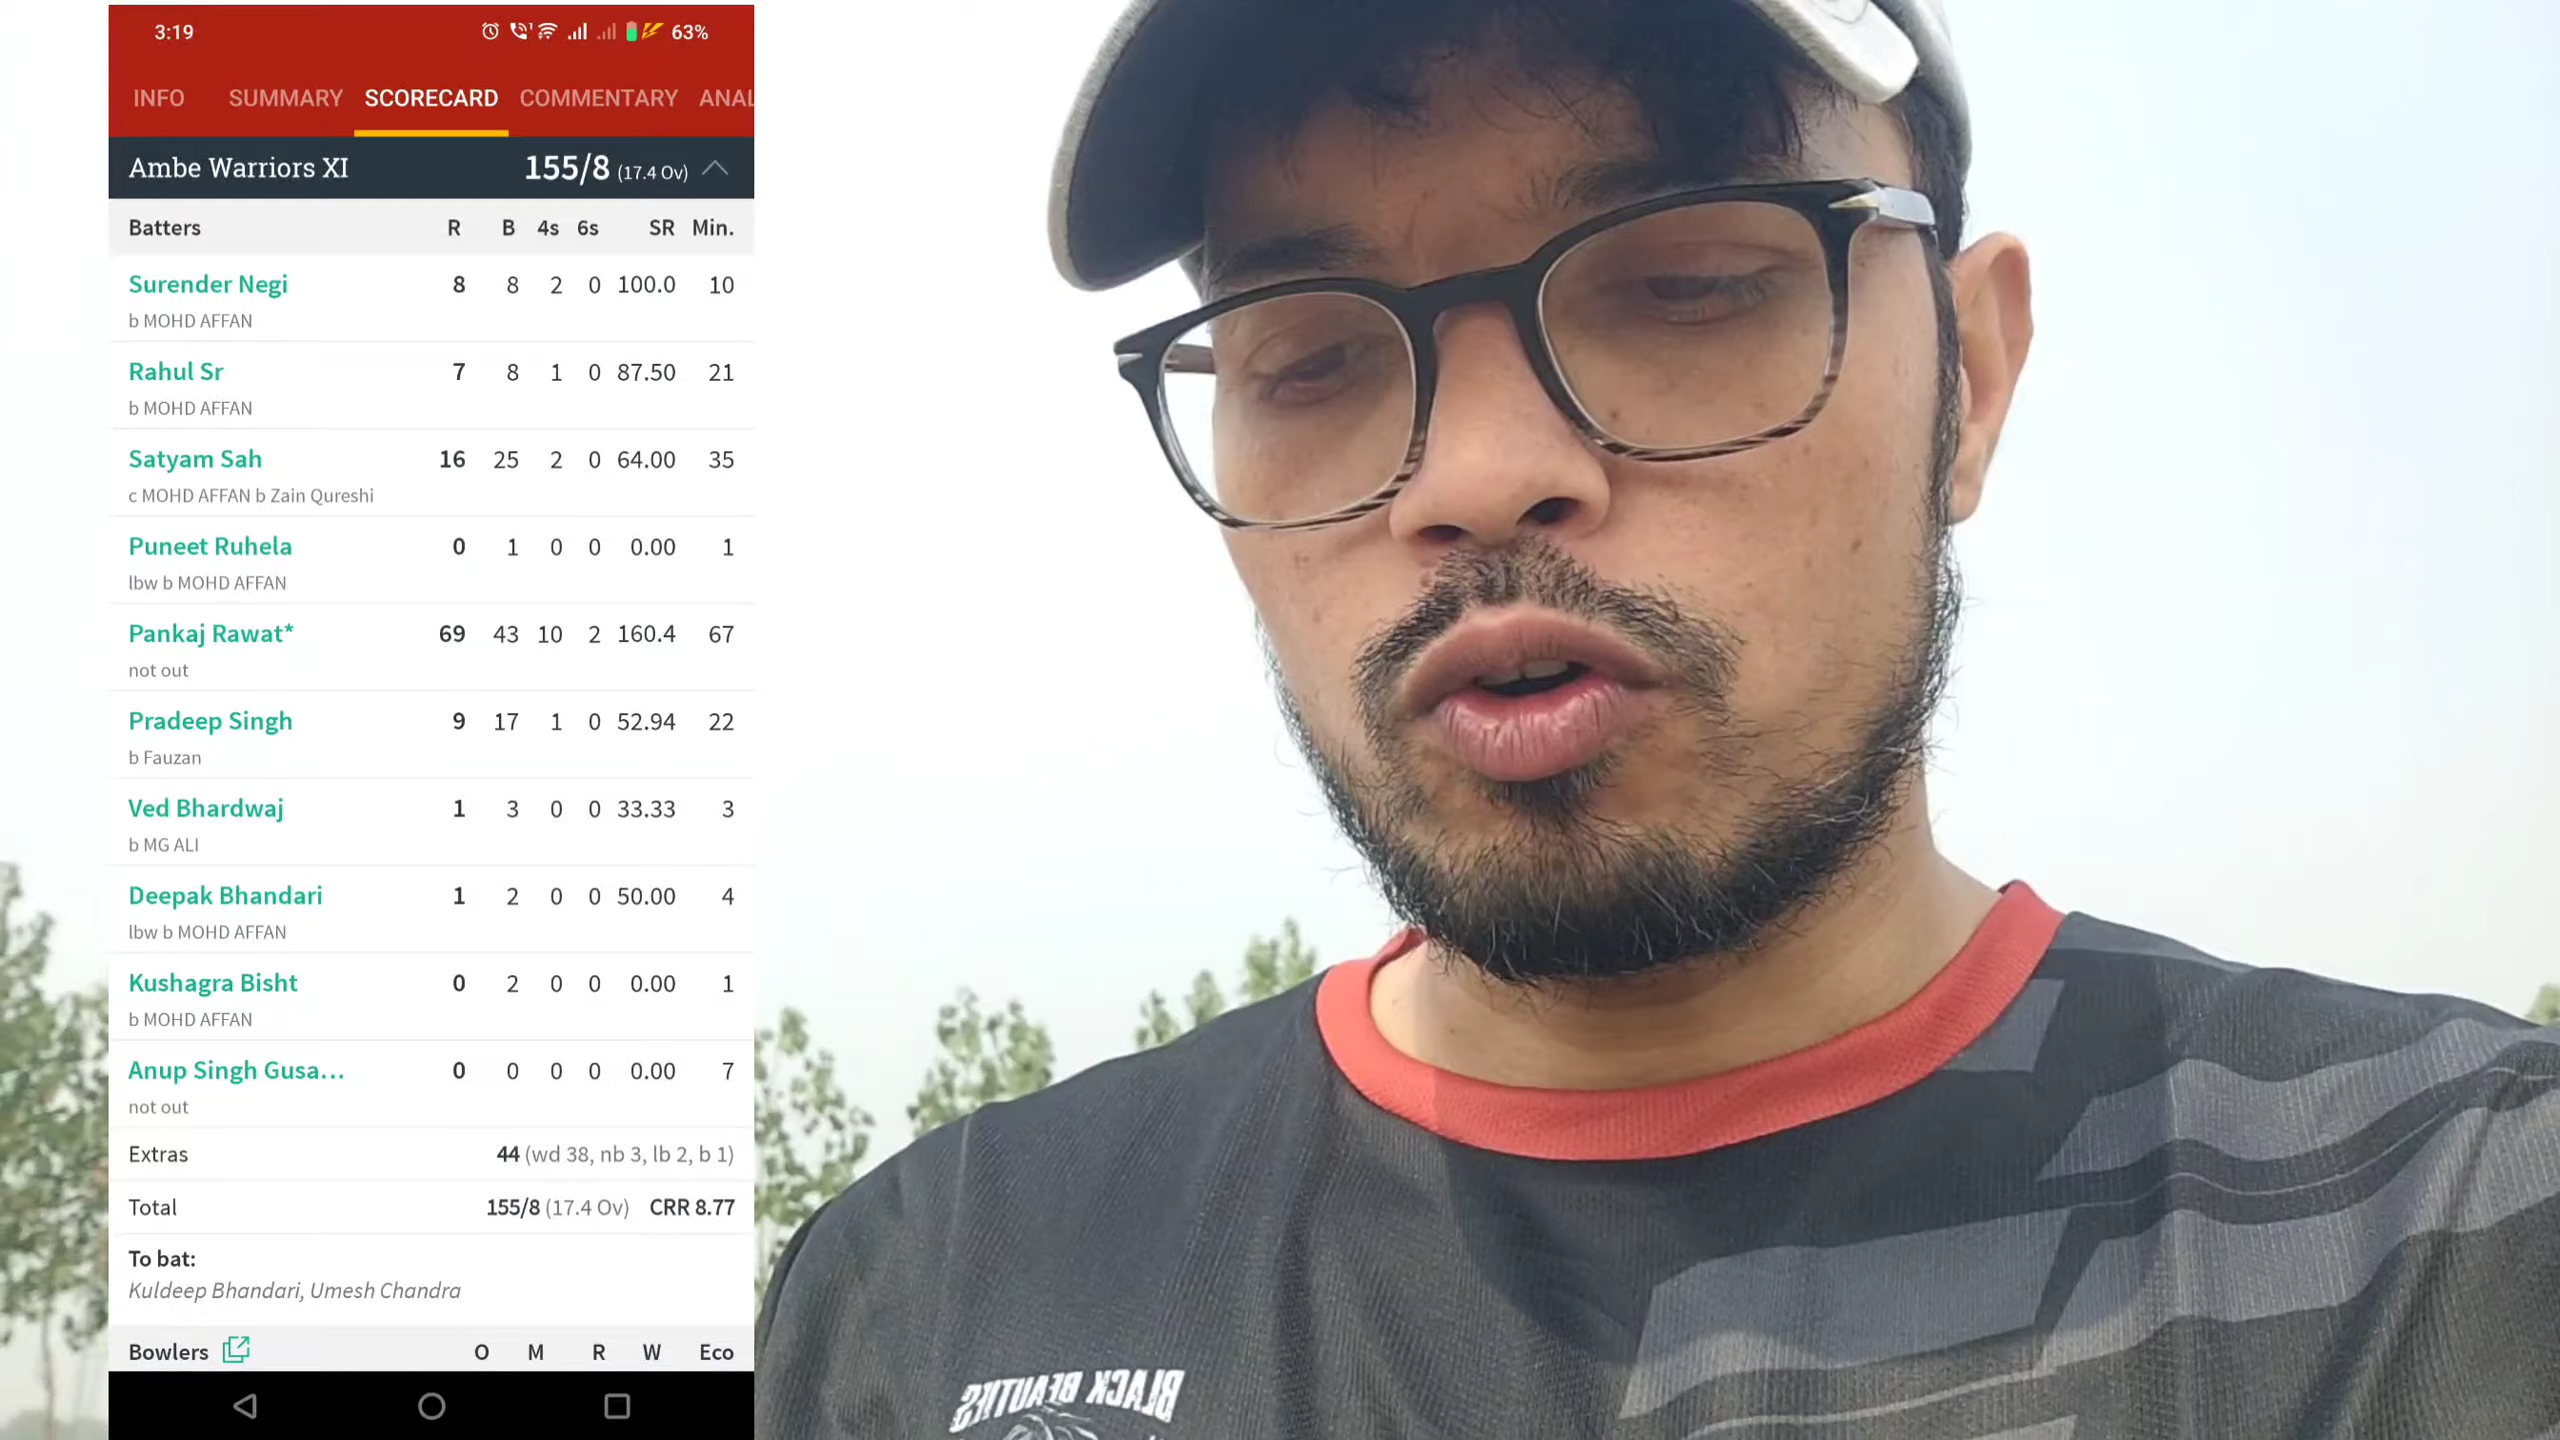 3:19 63%
INFO SUMMARY SCORECARD COMMENTARY ANAL
Ambe Warriors XI 155/8 (17.4 Ov)
Batters R B 4s 6s SR Min.
Surender Negi 8 8 2 0 100.0 10
b MOHD AFFAN
Rahul Sr 7 8 1 0 87.50 21
b MOHD AFFAN
Satyam Sah 16 25 2 0 64.00 35
c MOHD AFFAN b Zain Qureshi
Puneet Ruhela 0 1 0 0 0.00 1
lbw b MOHD AFFAN
Pankaj Rawat* 69 43 10 2 160.4 67
not out
Pradeep Singh 9 17 1 0 52.94 22
b Fauzan
Ved Bhardwaj 1 3 0 0 33.33 3
b MG ALI
Deepak Bhandari 1 2 0 0 50.00 4
lbw b MOHD AFFAN
Kushagra Bisht 0 2 0 0 0.00 1
b MOHD AFFAN
Anup Singh Gusa... 0 0 0 0 0.00 7
not out
Extras 44 (wd 38, nb 3, lb 2, b 1)
Total 155/8 (17.4 Ov) CRR 8.77
To bat:
Kuldeep Bhandari, Umesh Chandra
Bowlers O M R W Eco
BLACK BEAUTIES